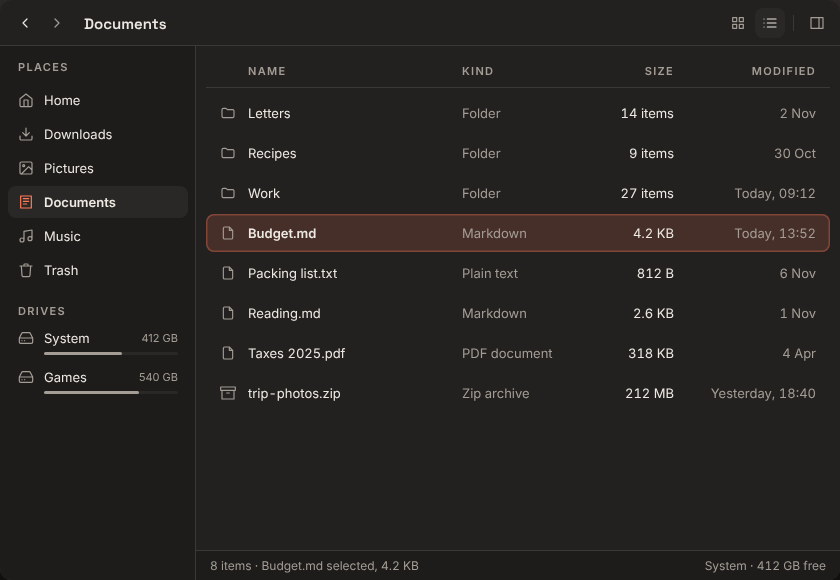 Documents
PLACES
Home
Downloads
Pictures
Documents
Music
Trash
DRIVES
System 412 GB
Games 540 GB
NAME KIND SIZE MODIFIED
Letters Folder 14 items 2 Nov
Recipes Folder 9 items 30 Oct
Work Folder 27 items Today, 09:12
Budget.md Markdown 4.2 KB Today, 13:52
Packing list.txt Plain text 812 B 6 Nov
Reading.md Markdown 2.6 KB 1 Nov
Taxes 2025.pdf PDF document 318 KB 4 Apr
trip-photos.zip Zip archive 212 MB Yesterday, 18:40
8 items · Budget.md selected, 4.2 KB System · 412 GB free